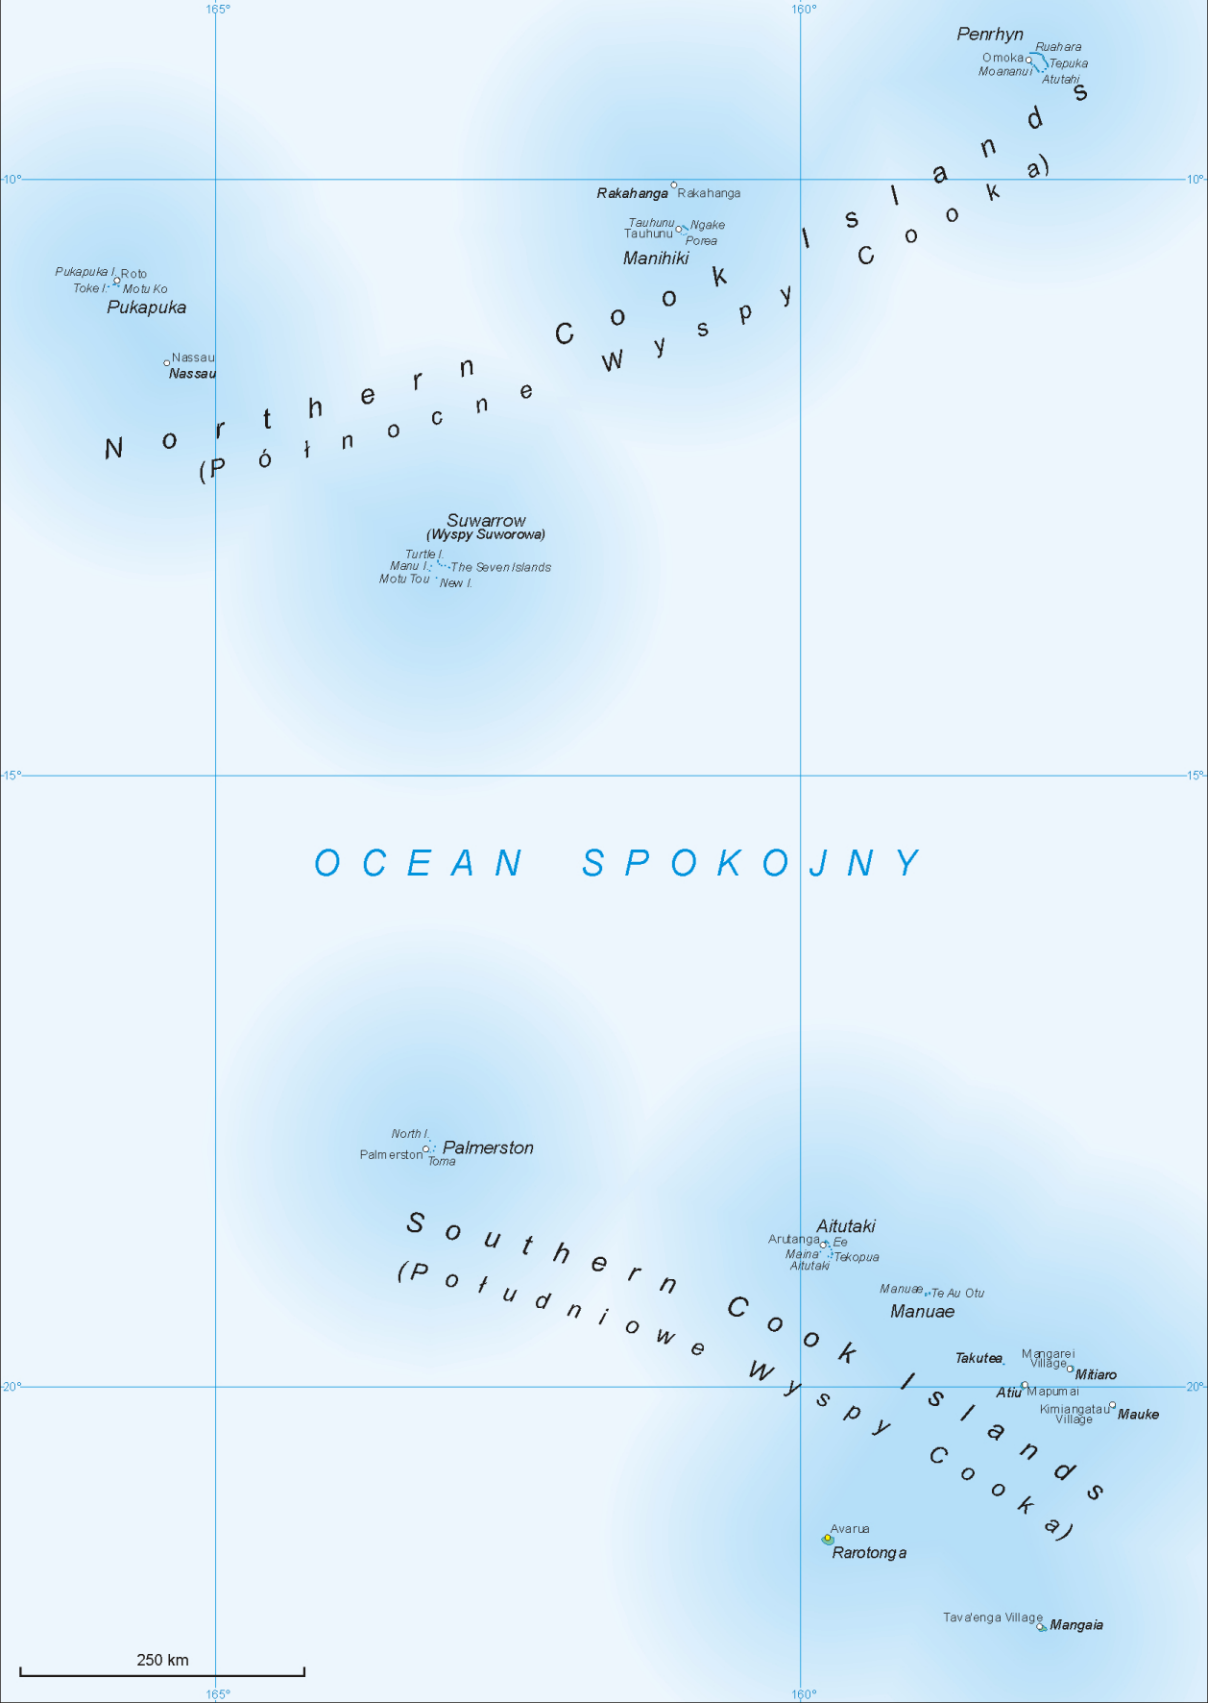 165°
160°
Penrhyn
Ruahara
Omoka
Tepuka
Moananui
Atutahi
10°
10°
Rakahanga
Rakahanga
Tauhunu
Ngake
Tauhunu
Porea
Manihiki
Pukapuka I.
Roto
Toke I.
Motu Ko
Pukapuka
Nassau
Nassau
Northern Cook Islands
(Północne Wyspy Cooka)
Suwarrow
(Wyspy Suworowa)
Turtle I.
Manu I.
The Seven Islands
Motu Tou
New I.
15°
15°
OCEAN SPOKOJNY
North I.
Palmerston
Palmerston
Toma
Southern Cook Islands
(Południowe Wyspy Cooka)
Aitutaki
Arutanga
Ee
Maina
Tekopua
Aitutaki
Manuae
Te Au Otu
Manuae
Takutea
Mangarei
Village
Mitiaro
20°
20°
Atiu
Mapumai
Kimiangatau
Village
Mauke
Avarua
Rarotonga
Tava'enga Village
Mangaia
250 km
165°
160°